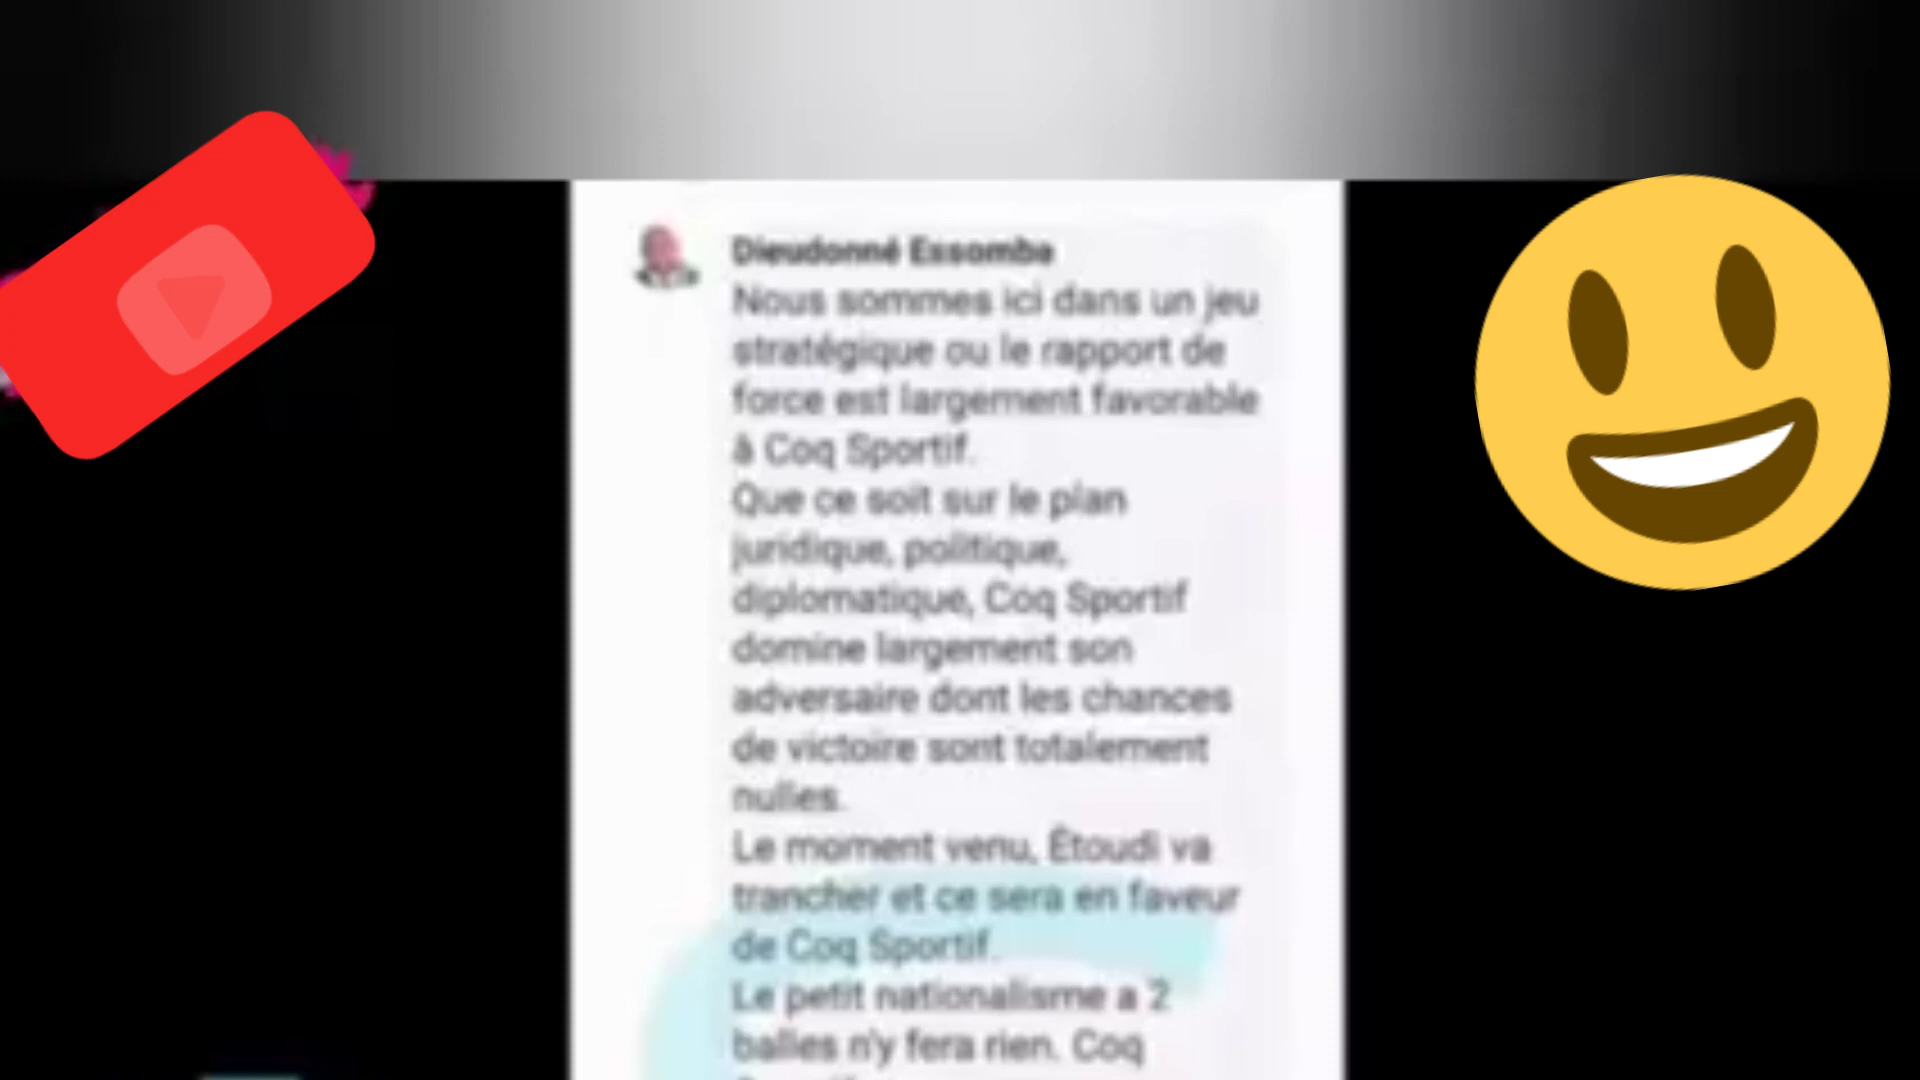 Dieudonné Essomba
Nous sommes ici dans un jeu
stratégique ou le rapport de
force est largement favorable
à Coq Sportif.
Que ce soit sur le plan
juridique, politique,
diplomatique, Coq Sportif
domine largement son
adversaire dont les chances
de victoire sont totalement
nulles.
Le moment venu, Étoudi va
trancher et ce sera en faveur
de Coq Sportif.
Le petit nationalisme a 2
balles n'y fera rien. Coq